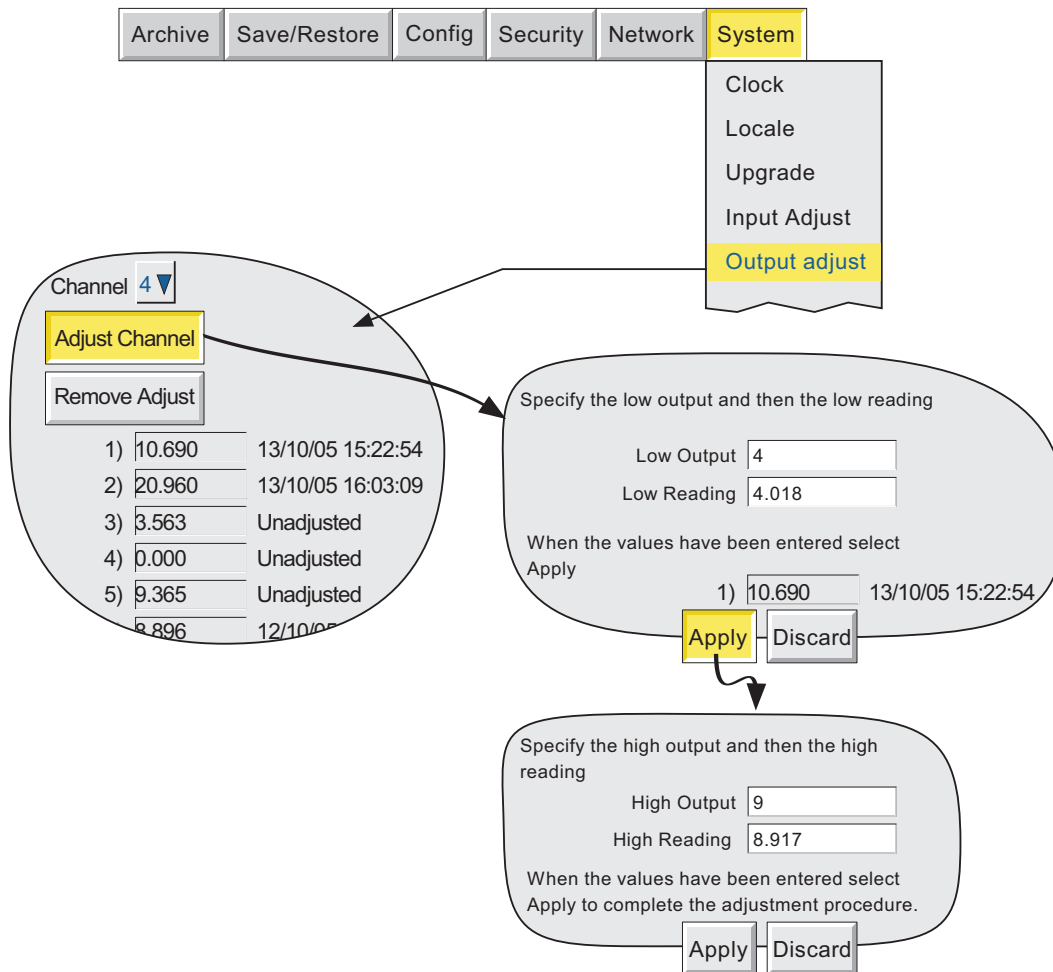 Archive Save/Restore Config Security Network System
Clock
Locale
Upgrade
Input Adjust
Output adjust
Channel 4
Adjust Channel
Remove Adjust
1) 10.690 13/10/05 15:22:54
2) 20.960 13/10/05 16:03:09
3) 3.563 Unadjusted
4) 0.000 Unadjusted
5) 9.365 Unadjusted
8.896 12/10/05
Specify the low output and then the low reading
Low Output 4
Low Reading 4.018
When the values have been entered select
Apply
1) 10.690 13/10/05 15:22:54
Apply Discard
Specify the high output and then the high
reading
High Output 9
High Reading 8.917
When the values have been entered select
Apply to complete the adjustment procedure.
Apply Discard